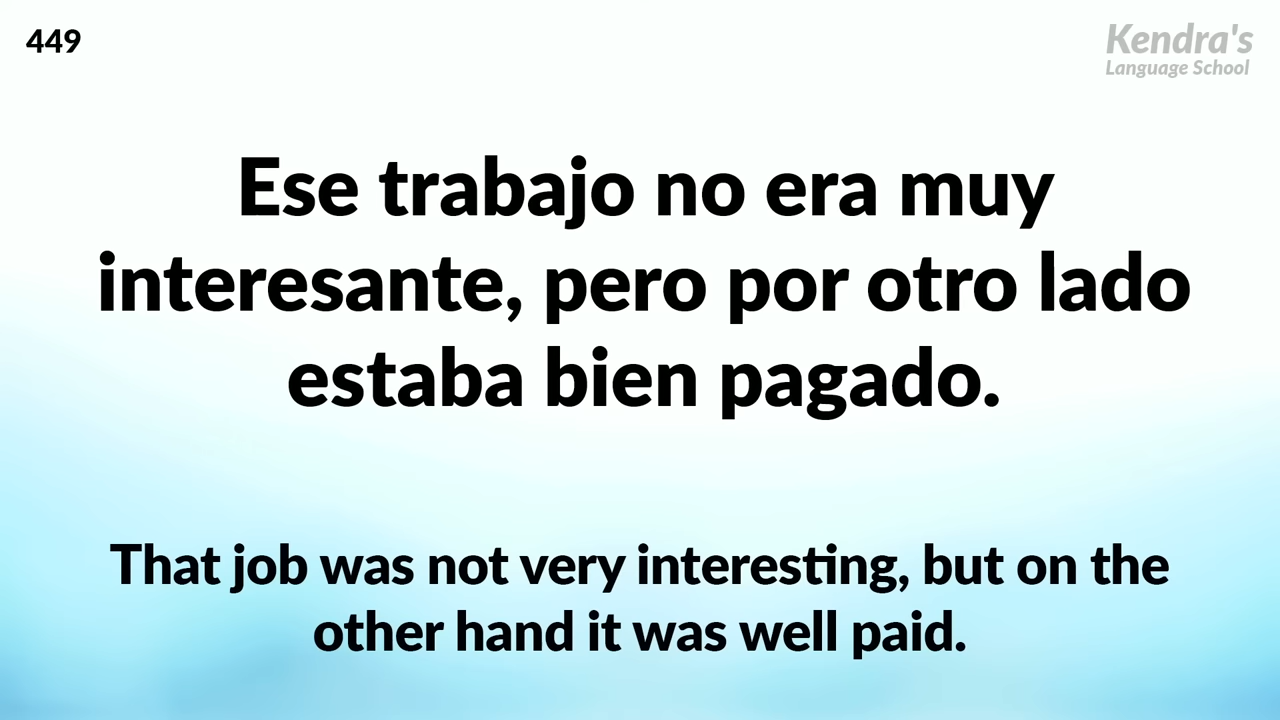 449
Kendra's
Language School
Ese trabajo no era muy
interesante, pero por otro lado
estaba bien pagado.
That job was not very interesting, but on the
other hand it was well paid.